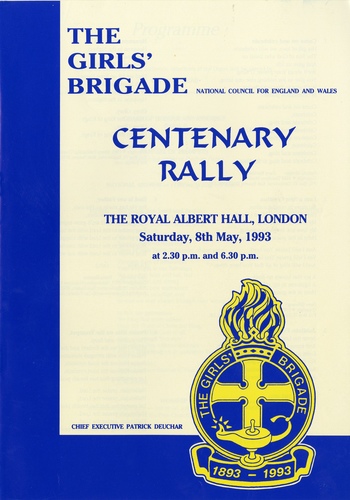 THE
GIRLS'
BRIGADE NATIONAL COUNCIL FOR ENGLAND AND WALES
CENTENARY
RALLY
THE ROYAL ALBERT HALL, LONDON
Saturday, 8th May, 1993
at 2.30 p.m. and 6.30 p.m.
THE GIRLS' BRIGADE
1893 – 1993
CHIEF EXECUTIVE PATRICK DEUCHAR